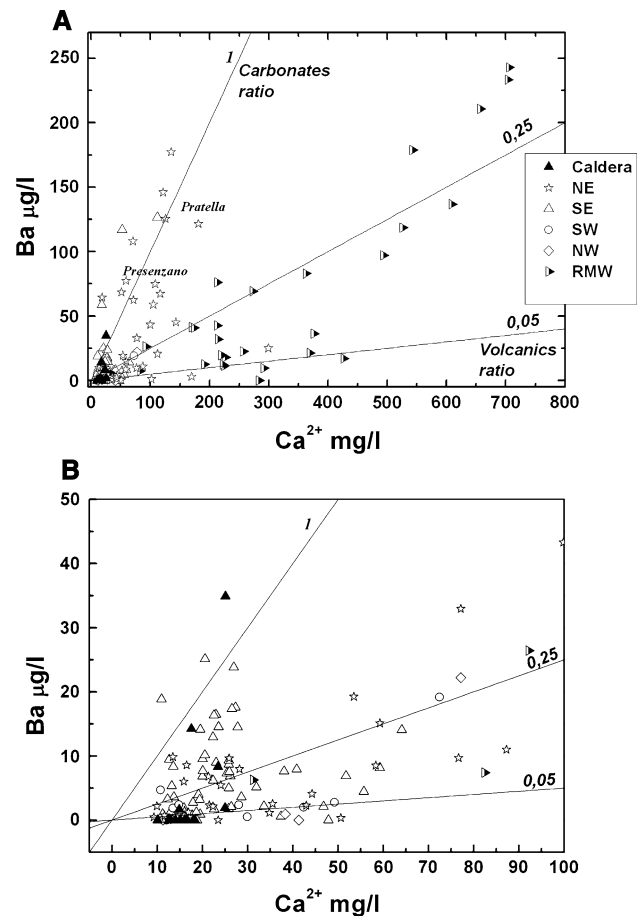 A
250
200
150
100
50
0
Ba µg/l
1
Carbonates
ratio
Pratella
Presenzano
0,25
0,05
Volcanics
ratio
Caldera
NE
SE
SW
NW
RMW
0 100 200 300 400 500 600 700 800
Ca2+ mg/l
B
50
40
30
20
10
0
Ba µg/l
1
0,25
0,05
0 10 20 30 40 50 60 70 80 90 100
Ca2+ mg/l